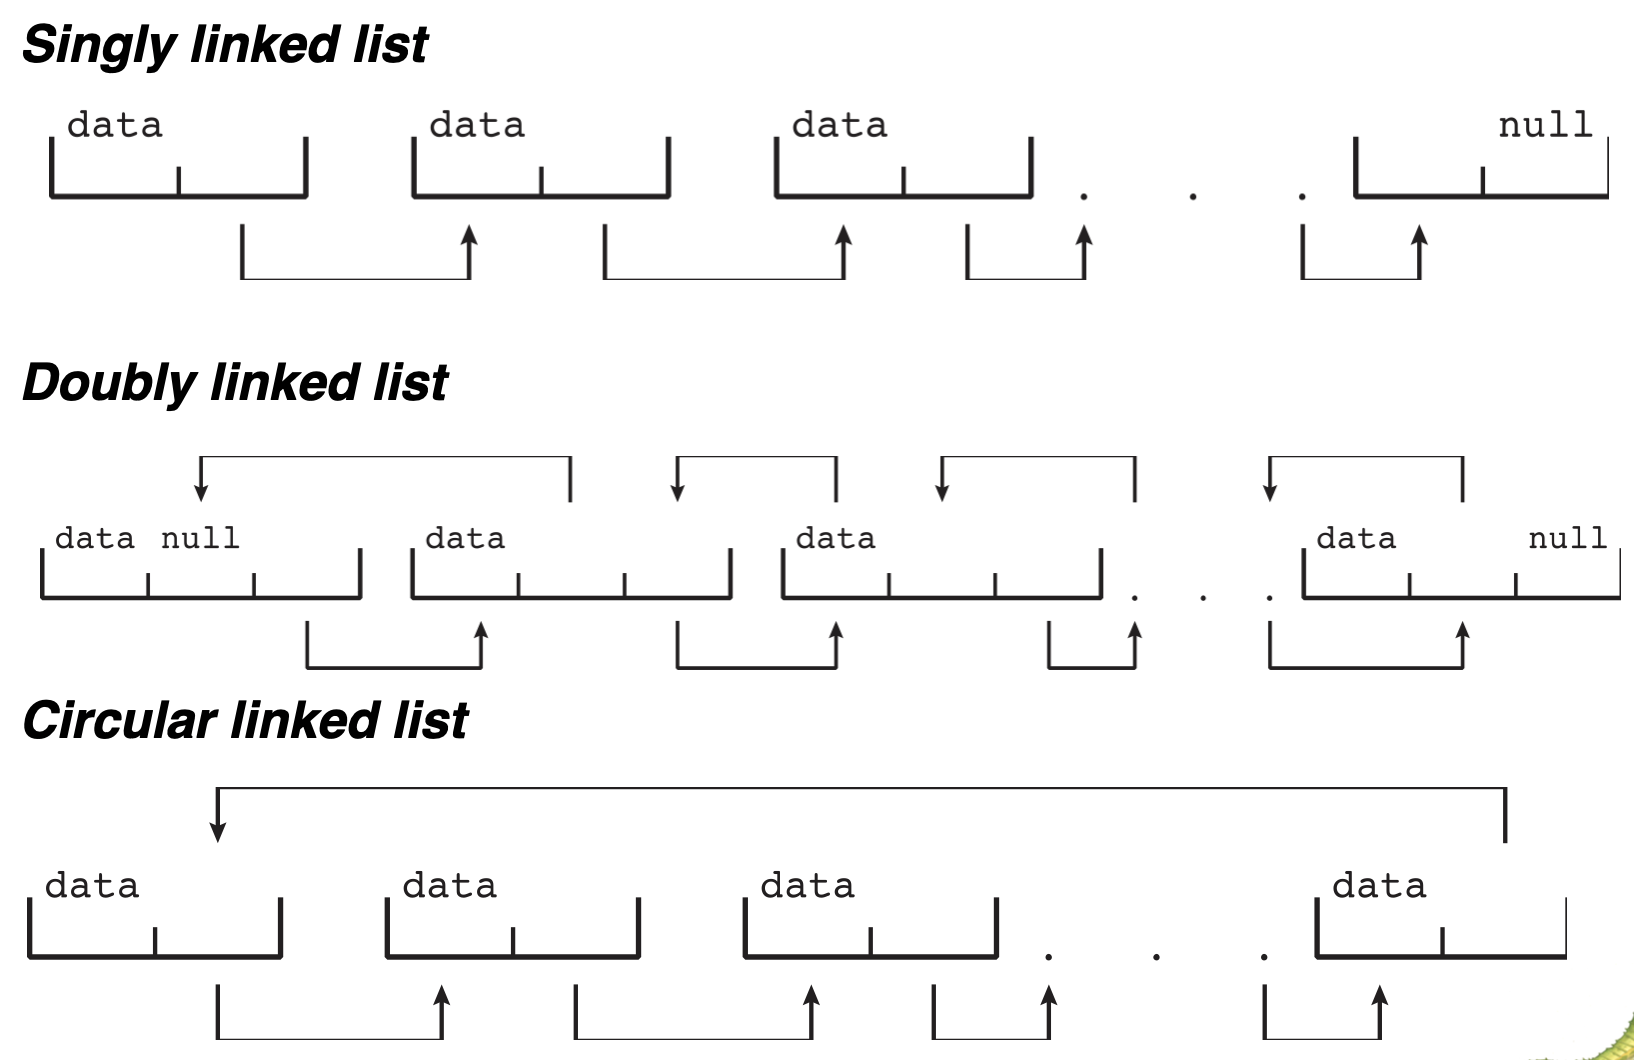 Singly linked list
data data data null
Doubly linked list
data null data data data null
Circular linked list
data data data data